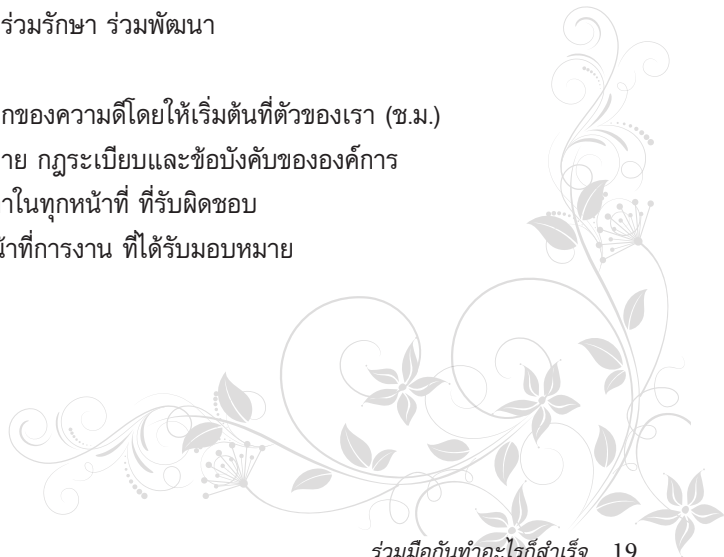 ร่วมรักษา ร่วมพัฒนา
กของความดีโดยให้เริ่มต้นที่ตัวของเรา (ช.ม.)
าย กฎระเบียบและข้อบังคับขององค์การ
าในทุกหน้าที่ ที่รับผิดชอบ
น้าที่การงาน ที่ได้รับมอบหมาย
ร่วมมือกันทำอะไรก็สำเร็จ 19